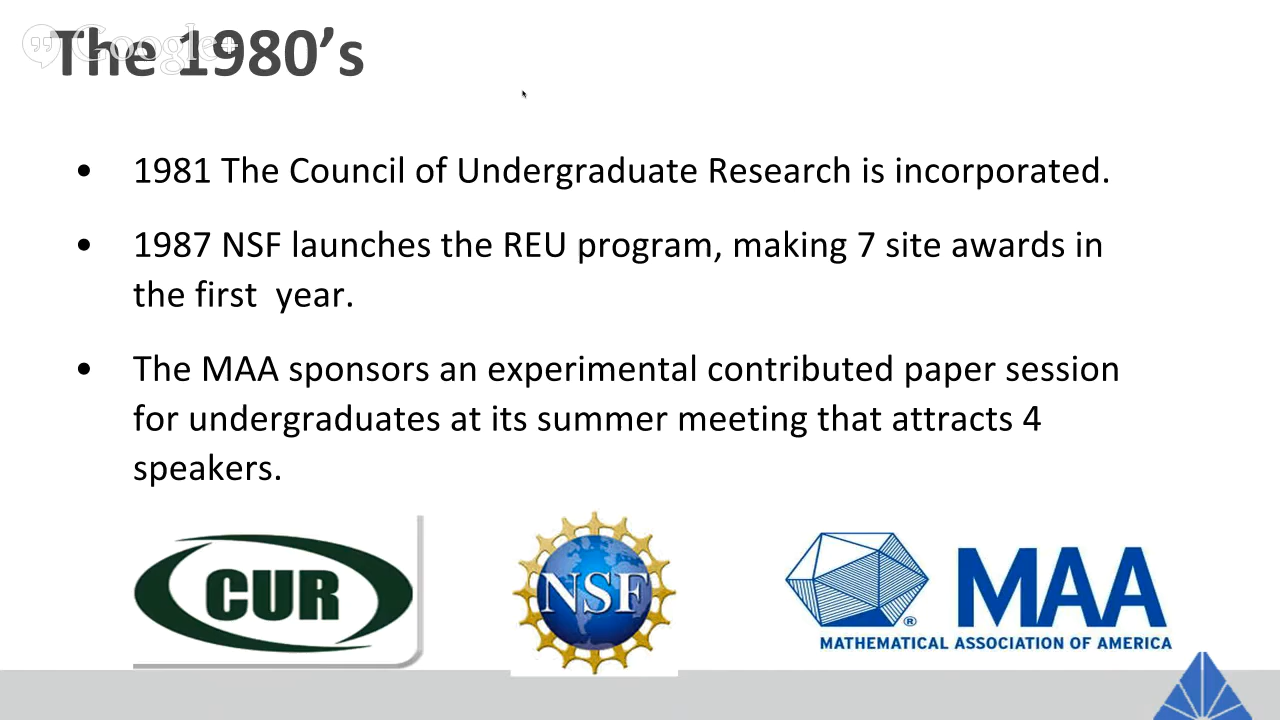 The 1980’s
Google+
• 1981 The Council of Undergraduate Research is incorporated.
• 1987 NSF launches the REU program, making 7 site awards in
the first  year.
• The MAA sponsors an experimental contributed paper session
for undergraduates at its summer meeting that attracts 4
speakers.
CUR
NSF
® MAA
MATHEMATICAL ASSOCIATION OF AMERICA